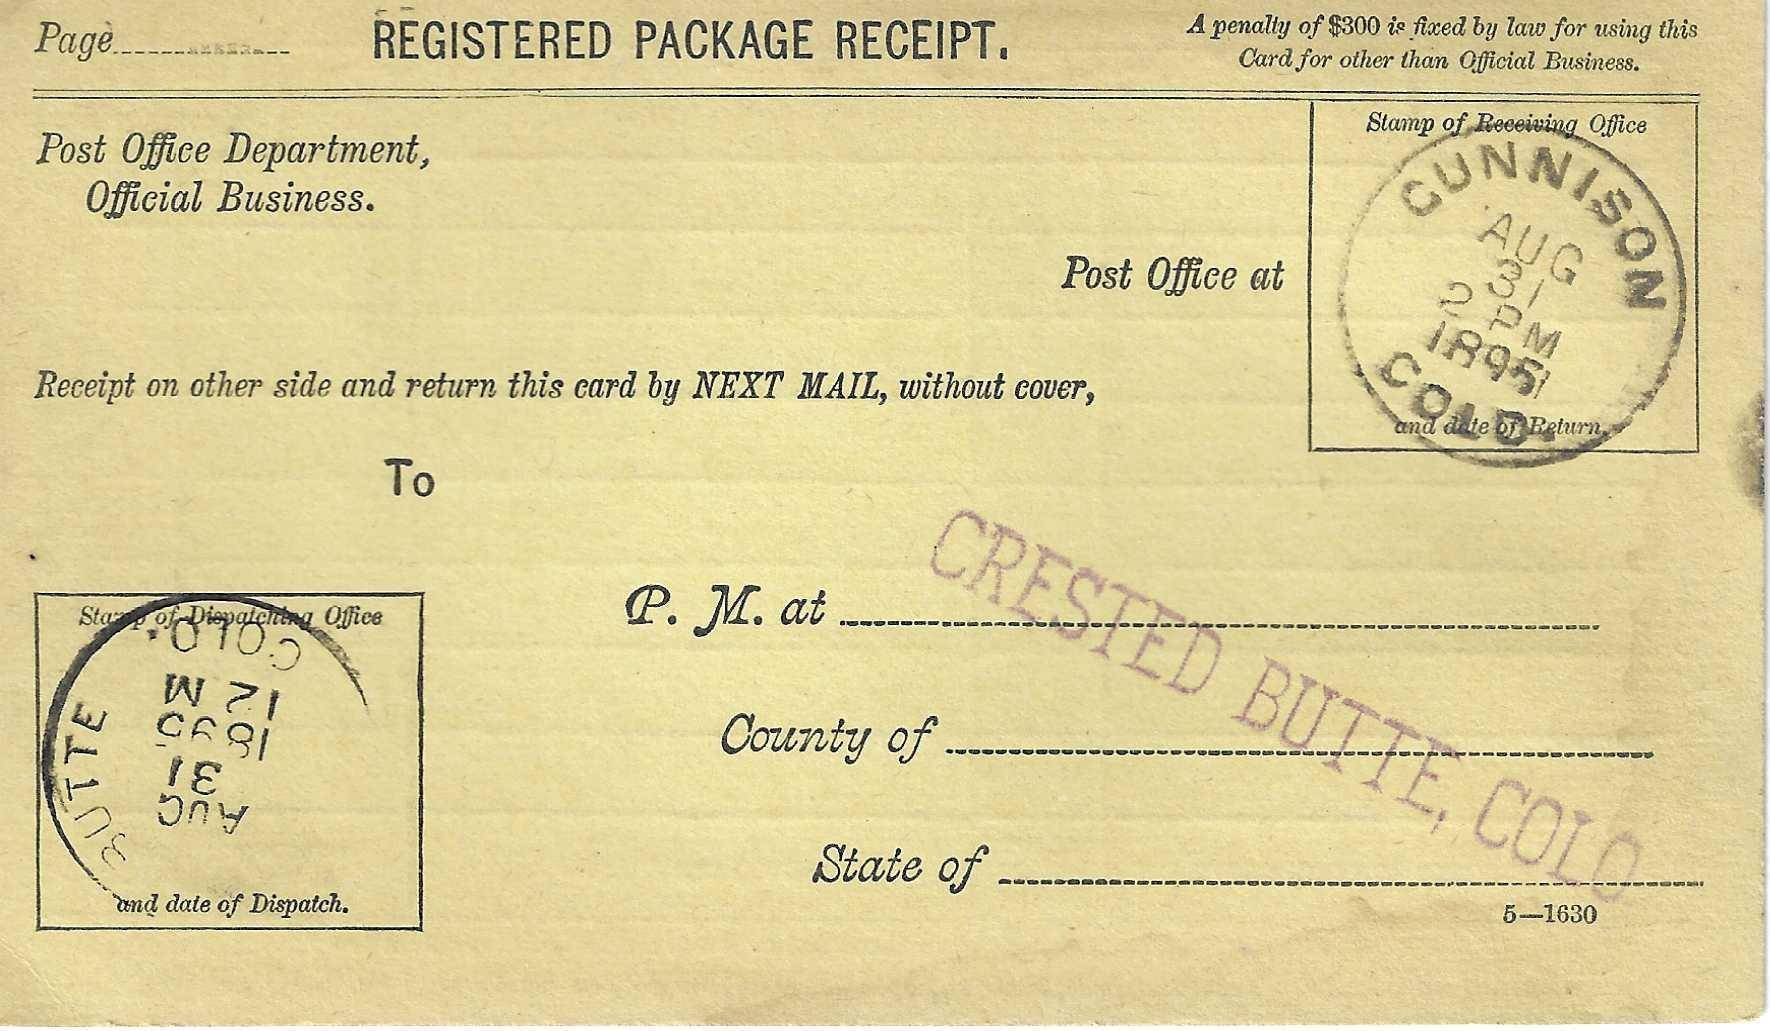 Page
REGISTERED PACKAGE RECEIPT.
A penalty of $300 is fixed by law for using this
Card for other than Official Business.
Post Office Department,
Official Business.
Stamp of Receiving Office
GUNNISON
AUG
31
2 PM
1895
COLO.
and date of Return.
Post Office at
Receipt on other side and return this card by NEXT MAIL, without cover,
To
CRESTED BUTTE, COLO
P. M. at
County of
State of
5—1630
Stamp of Dispatching Office
BUTTE
COLO.
AUG
31
1895
12 M
and date of Dispatch.